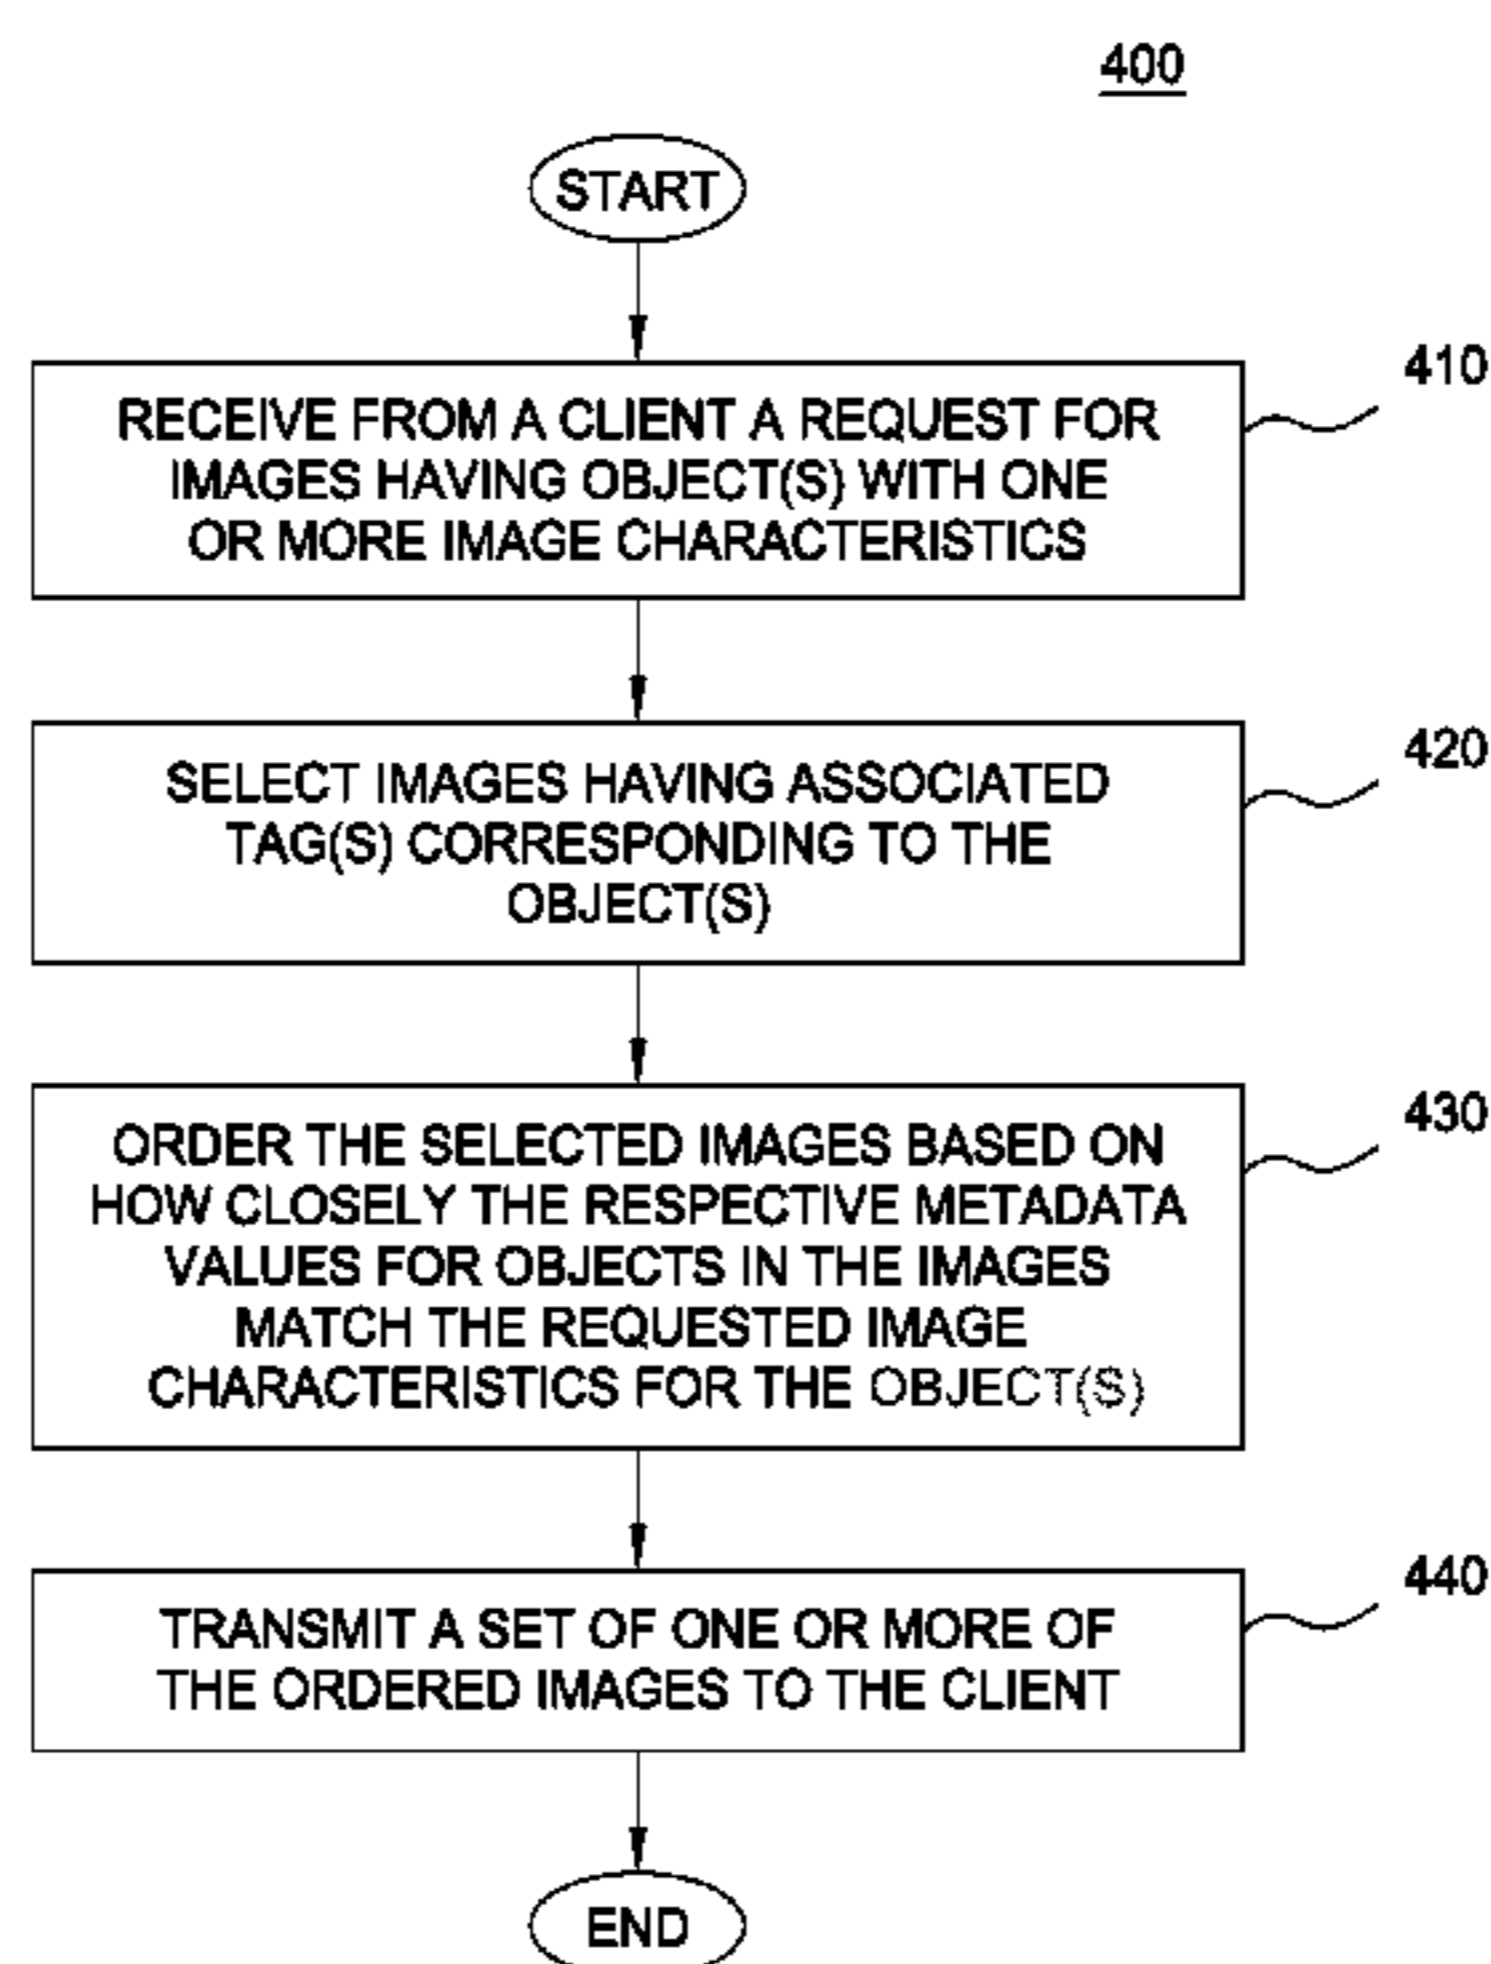 400
START
RECEIVE FROM A CLIENT A REQUEST FOR
IMAGES HAVING OBJECT(S) WITH ONE
OR MORE IMAGE CHARACTERISTICS
410
SELECT IMAGES HAVING ASSOCIATED
TAG(S) CORRESPONDING TO THE
OBJECT(S)
420
ORDER THE SELECTED IMAGES BASED ON
HOW CLOSELY THE RESPECTIVE METADATA
VALUES FOR OBJECTS IN THE IMAGES
MATCH THE REQUESTED IMAGE
CHARACTERISTICS FOR THE OBJECT(S)
430
TRANSMIT A SET OF ONE OR MORE OF
THE ORDERED IMAGES TO THE CLIENT
440
END